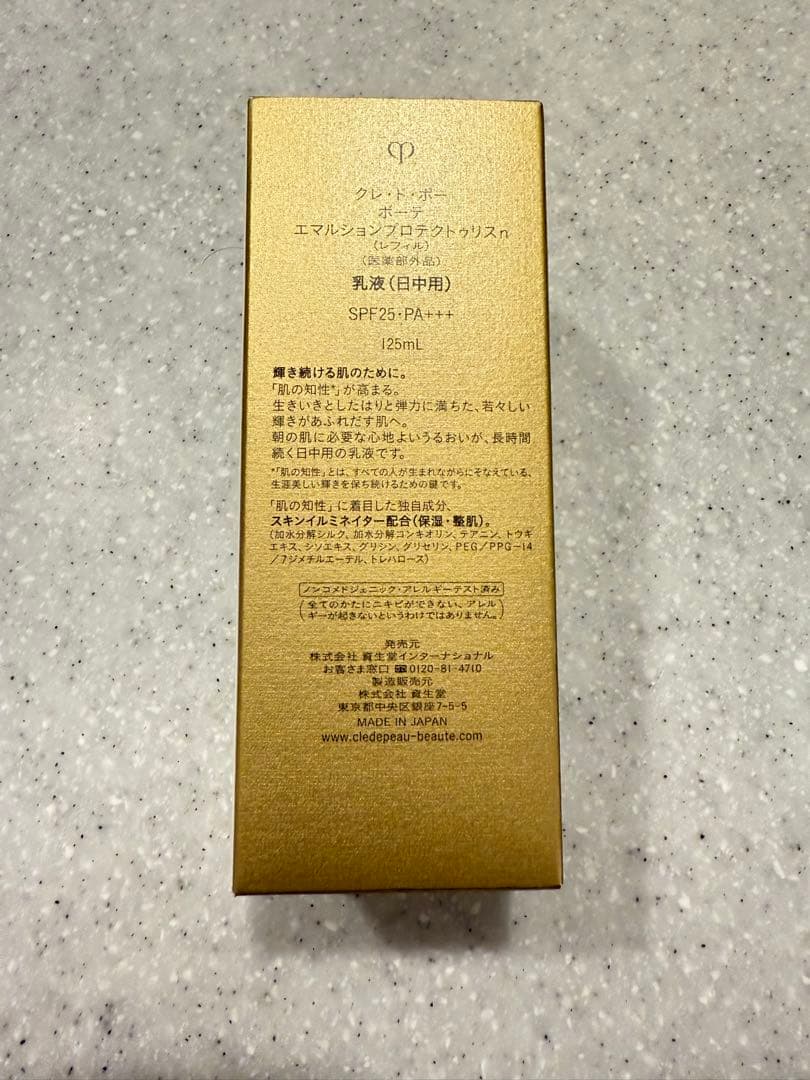 クレ・ド・ポー
ボーテ
エマルションプロテクトゥリスn
(レフィル)
(医薬部外品)
乳液(日中用)
SPF25・PA+++
125mL
輝き続ける肌のために。
「肌の知性*」が高まる。
生きいきとしたはりと弾力に満ちた、若々しい
輝きがあふれだす肌へ。
朝の肌に必要な心地よいうるおいが、長時間
続く日中用の乳液です。
*「肌の知性」とは、すべての人が生まれながらにそなえている、
生涯美しい輝きを保ち続けるための鍵です。
「肌の知性」に着目した独自成分、
スキンイルミネイター配合(保湿・整肌)。
(加水分解シルク、加水分解コンキオリン、テアニン、トウキ
エキス、シソエキス、グリシン、グリセリン、PEG/PPG-14
/7ジメチルエーテル、トレハロース)
ノンコメドジェニック・アレルギーテスト済み
(全てのかたにニキビができない、アレル
ギーが起きないというわけではありません。)
発売元
株式会社 資生堂インターナショナル
お客さま窓口 0120-81-4710
製造販売元
株式会社 資生堂
東京都中央区銀座7-5-5
MADE IN JAPAN
www.cledepeau-beaute.com